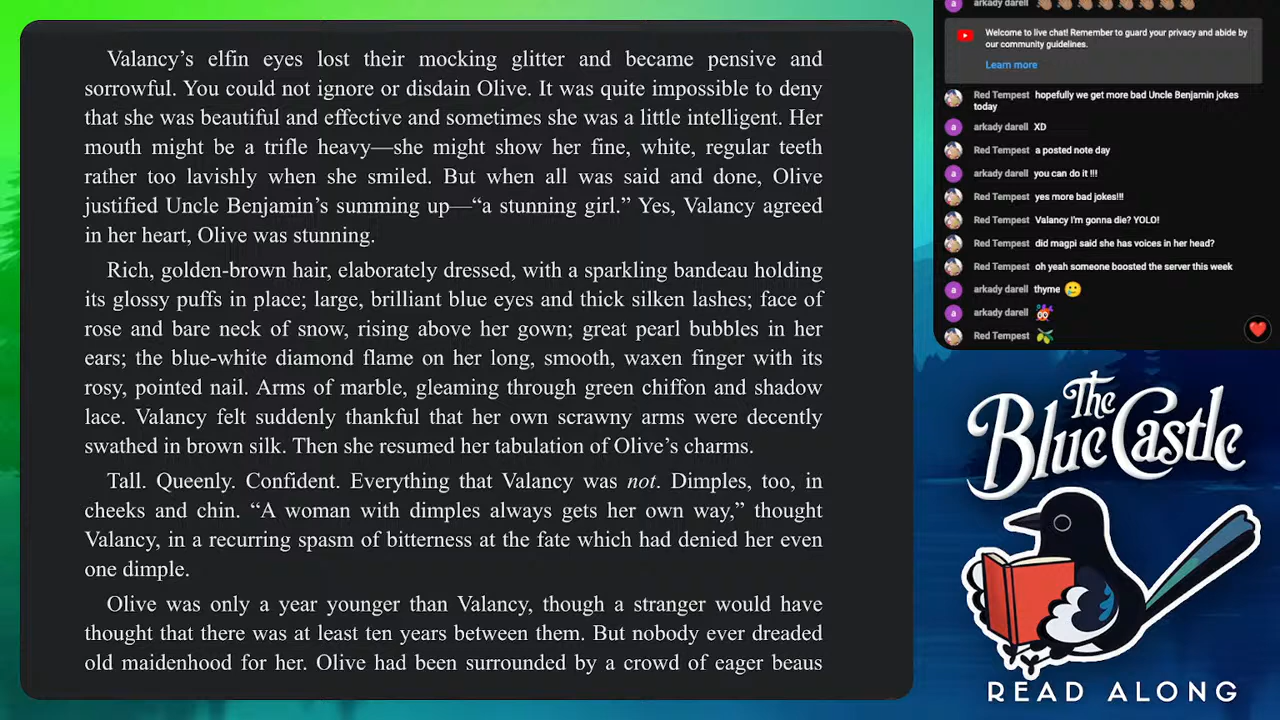 Valancy’s elfin eyes lost their mocking glitter and became pensive and
sorrowful. You could not ignore or disdain Olive. It was quite impossible to deny
that she was beautiful and effective and sometimes she was a little intelligent. Her
mouth might be a trifle heavy—she might show her fine, white, regular teeth
rather too lavishly when she smiled. But when all was said and done, Olive
justified Uncle Benjamin’s summing up—“a stunning girl.” Yes, Valancy agreed
in her heart, Olive was stunning.
Rich, golden-brown hair, elaborately dressed, with a sparkling bandeau holding
its glossy puffs in place; large, brilliant blue eyes and thick silken lashes; face of
rose and bare neck of snow, rising above her gown; great pearl bubbles in her
ears; the blue-white diamond flame on her long, smooth, waxen finger with its
rosy, pointed nail. Arms of marble, gleaming through green chiffon and shadow
lace. Valancy felt suddenly thankful that her own scrawny arms were decently
swathed in brown silk. Then she resumed her tabulation of Olive’s charms.
Tall. Queenly. Confident. Everything that Valancy was not. Dimples, too, in
cheeks and chin. “A woman with dimples always gets her own way,” thought
Valancy, in a recurring spasm of bitterness at the fate which had denied her even
one dimple.
Olive was only a year younger than Valancy, though a stranger would have
thought that there was at least ten years between them. But nobody ever dreaded
old maidenhood for her. Olive had been surrounded by a crowd of eager beaus
a arkady darell
Welcome to live chat! Remember to guard your privacy and abide by
our community guidelines.
Learn more
Red Tempest hopefully we get more bad Uncle Benjamin jokes
today
a arkady darell XD
Red Tempest a posted note day
a arkady darell you can do it !!!
Red Tempest yes more bad jokes!!!
Red Tempest Valancy I'm gonna die? YOLO!
Red Tempest did magpi said she has voices in her head?
Red Tempest oh yeah someone boosted the server this week
a arkady darell thyme 🥲
a arkady darell
Red Tempest
The
Blue Castle
READ ALONG